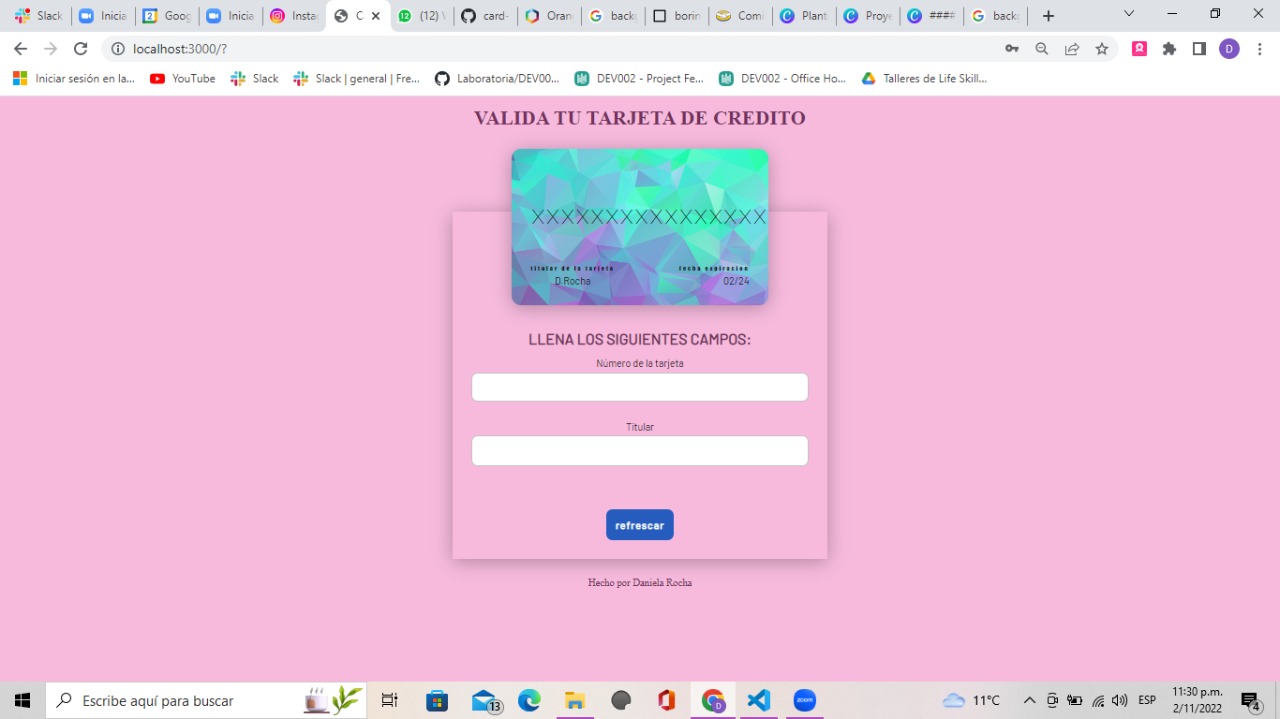 Slack
Inicia
2 Goog
Inicia
Insta
C
12 (12) \
card-
Oran
back
borin
Comi
Plant
Proye
####
back
localhost:3000/?
D
Iniciar sesión en la...
YouTube
Slack
Slack | general | Fre...
Laboratoria/DEV00...
DEV002 - Project Fe...
DEV002 - Office Ho...
Talleres de Life Skill...
VALIDA TU TARJETA DE CREDITO
XXXXXXXXXXXXXXXX
titular de la tarjeta fecha expiracion
D.Rocha 02/24
LLENA LOS SIGUIENTES CAMPOS:
Número de la tarjeta
Titular
refrescar
Hecho por Daniela Rocha
Escribe aquí para buscar
13
D
zoom
11°C
ESP
11:30 p.m.
2/11/2022
4